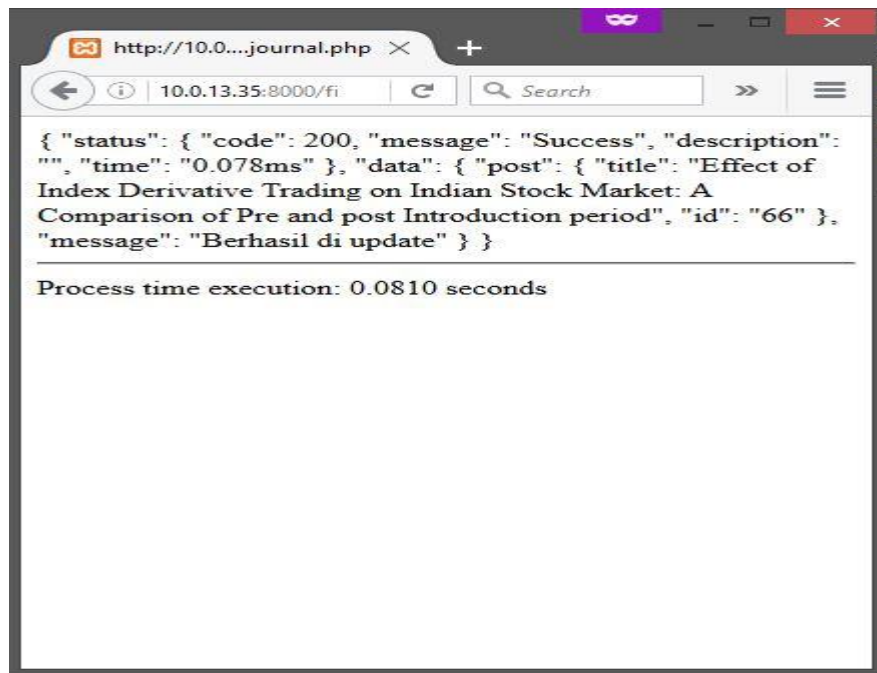 http://10.0....journal.php
10.0.13.35:8000/fi
Search
{ "status": { "code": 200, "message": "Success", "description":
"", "time": "0.078ms" }, "data": { "post": { "title": "Effect of
Index Derivative Trading on Indian Stock Market: A
Comparison of Pre and post Introduction period", "id": "66" },
"message": "Berhasil di update" } }
Process time execution: 0.0810 seconds